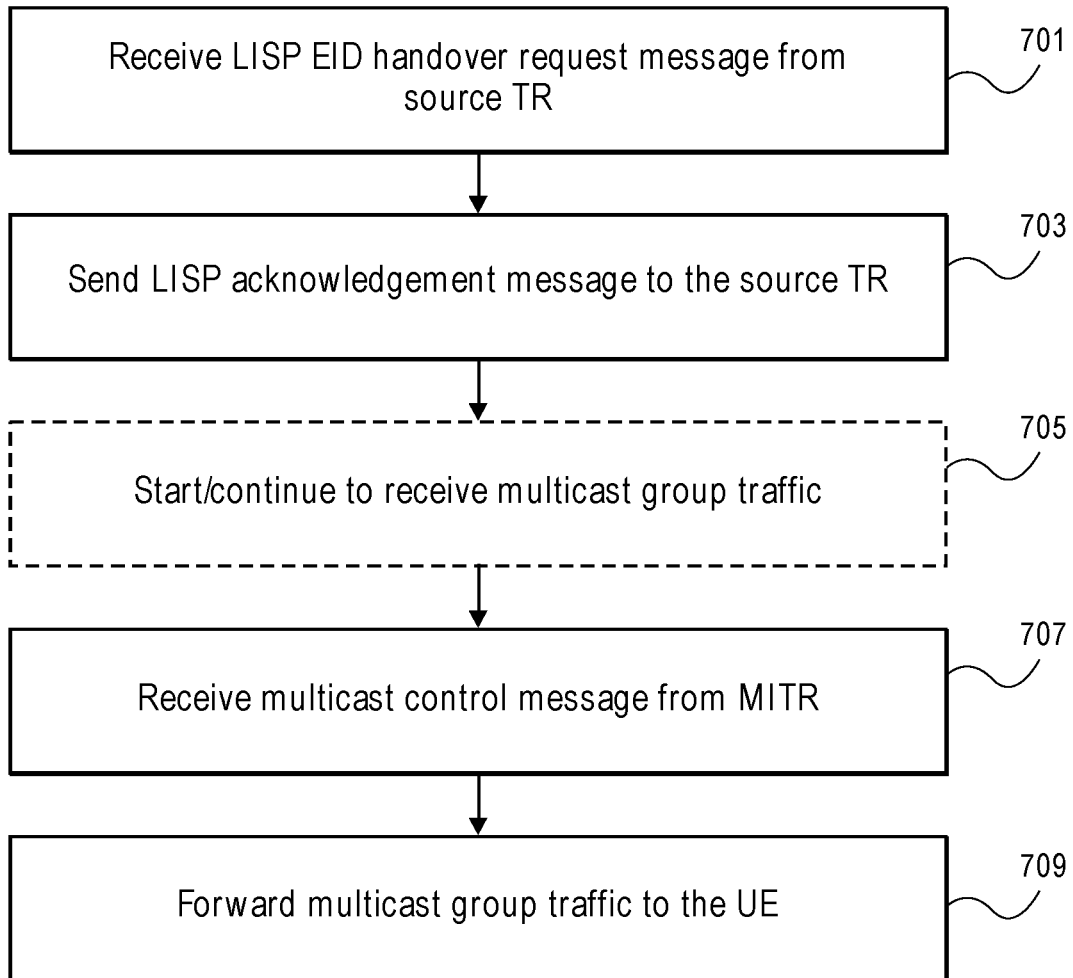 Receive LISP EID handover request message from
source TR
701
Send LISP acknowledgement message to the source TR
703
Start/continue to receive multicast group traffic
705
Receive multicast control message from MITR
707
Forward multicast group traffic to the UE
709